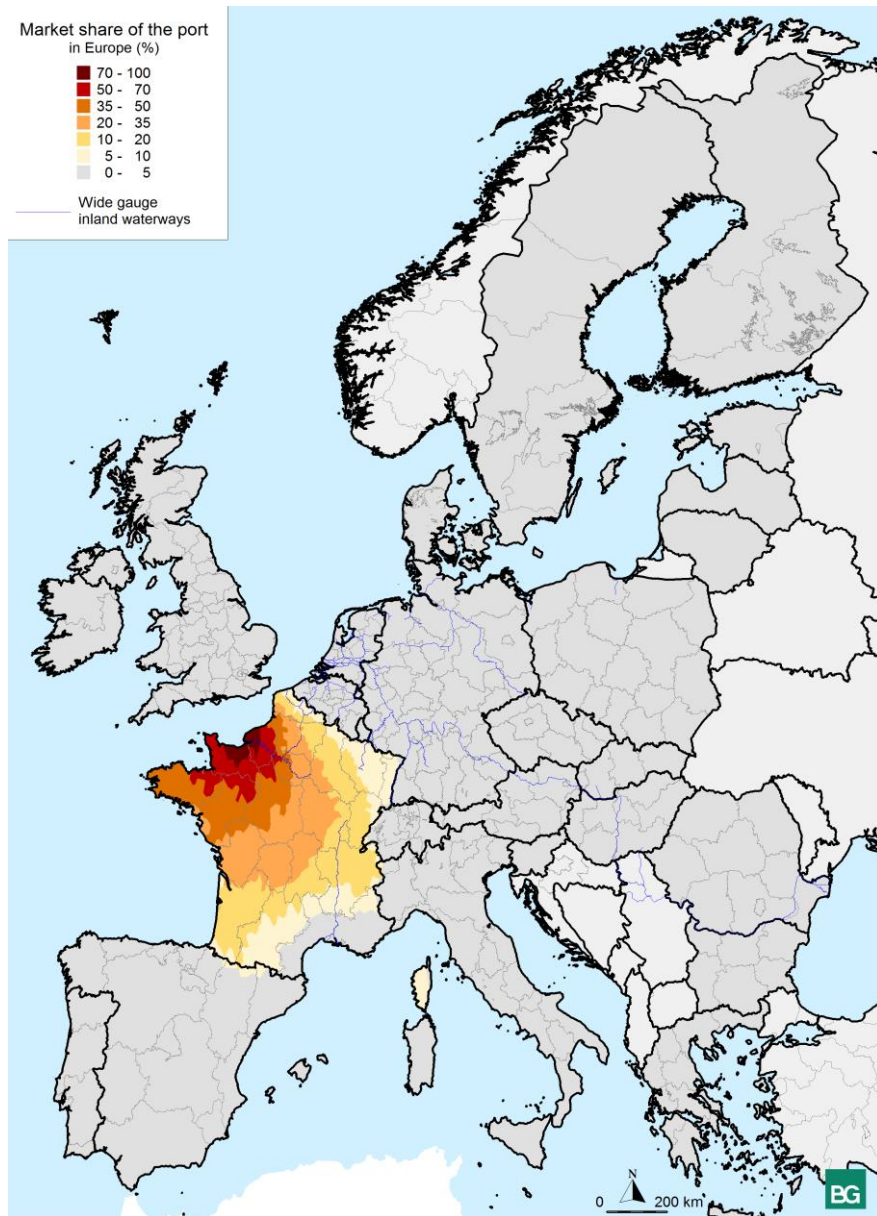 Market share of the port
in Europe (%)
70 - 100
50 - 70
35 - 50
20 - 35
10 - 20
5 - 10
0 - 5
Wide gauge
inland waterways
N
0 200 km
BG